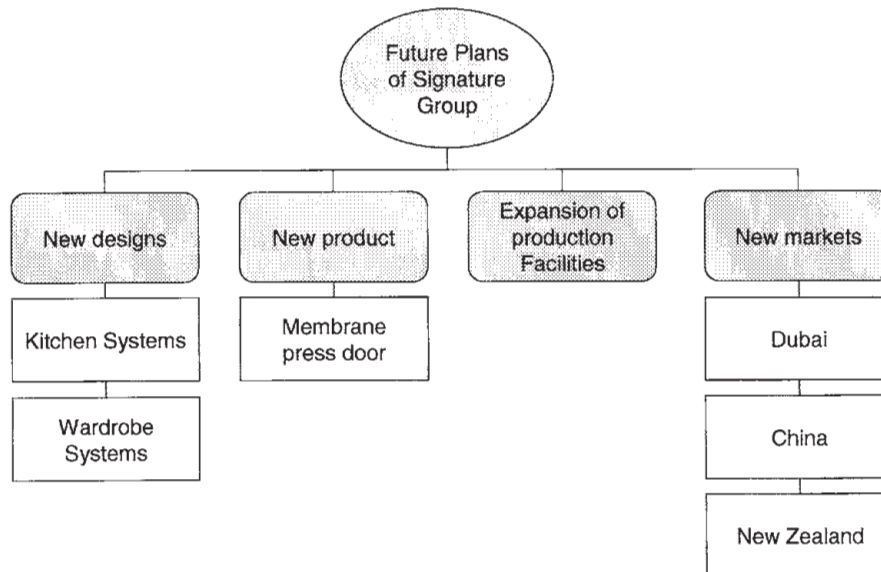 Future Plans
of Signature
Group
New designs
New product
Expansion of
production
Facilities
New markets
Kitchen Systems
Membrane
press door
Dubai
Wardrobe
Systems
China
New Zealand